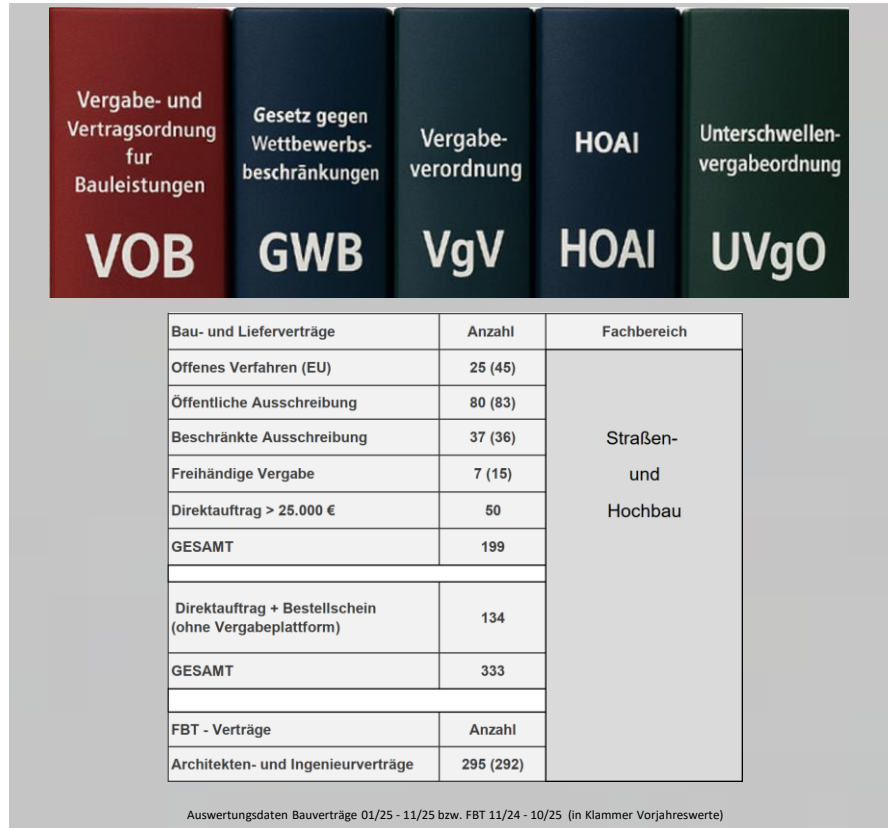 Vergabe- und
Vertragsordnung
fur
Bauleistungen
VOB
Gesetz gegen
Wettbewerbs-
beschränkungen
GWB
Vergabe-
verordnung
VgV
HOAI
HOAI
Unterschwellen-
vergabeordnung
UVgO
Bau- und Lieferverträge Anzahl Fachbereich
Offenes Verfahren (EU) 25 (45)
Öffentliche Ausschreibung 80 (83)
Beschränkte Ausschreibung 37 (36)
Freihändige Vergabe 7 (15)
Direktauftrag > 25.000 € 50
GESAMT 199
Direktauftrag + Bestellschein
(ohne Vergabeplattform) 134
GESAMT 333
FBT - Verträge Anzahl
Architekten- und Ingenieurverträge 295 (292)
Straßen-
und
Hochbau
Auswertungsdaten Bauverträge 01/25 - 11/25 bzw. FBT 11/24 - 10/25 (in Klammer Vorjahreswerte)